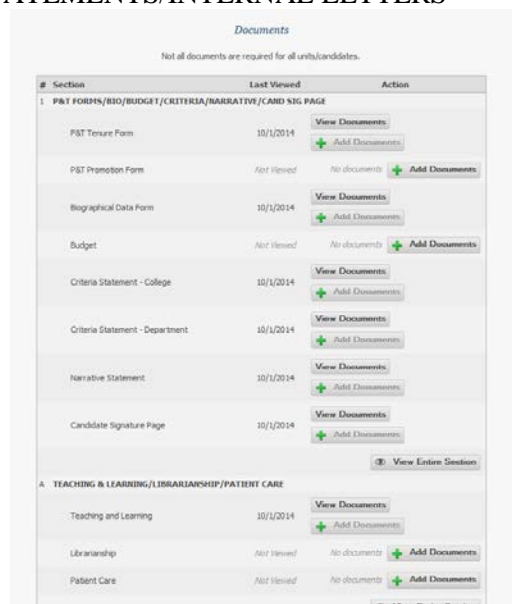 ATEMENTS/INTERNAL LETTERS
Documents
Not all documents are required for all units/candidates.
# Section Last Viewed Action
1 P&T FORMS/BIO/BUDGET/CRITERIA/NARRATIVE/CAND SIG PAGE
P&T Tenure Form 10/1/2014 View Documents
Add Documents
P&T Promotion Form Not Viewed No documents Add Documents
Biographical Data Form 10/1/2014 View Documents
Add Documents
Budget Not Viewed No documents Add Documents
Criteria Statement - College 10/1/2014 View Documents
Add Documents
Criteria Statement - Department 10/1/2014 View Documents
Add Documents
Narrative Statement 10/1/2014 View Documents
Add Documents
Candidate Signature Page 10/1/2014 View Documents
Add Documents
View Entire Section
A TEACHING & LEARNING/LIBRARIANSHIP/PATIENT CARE
Teaching and Learning 10/1/2014 View Documents
Add Documents
Librarianship Not Viewed No documents Add Documents
Patient Care Not Viewed No documents Add Documents